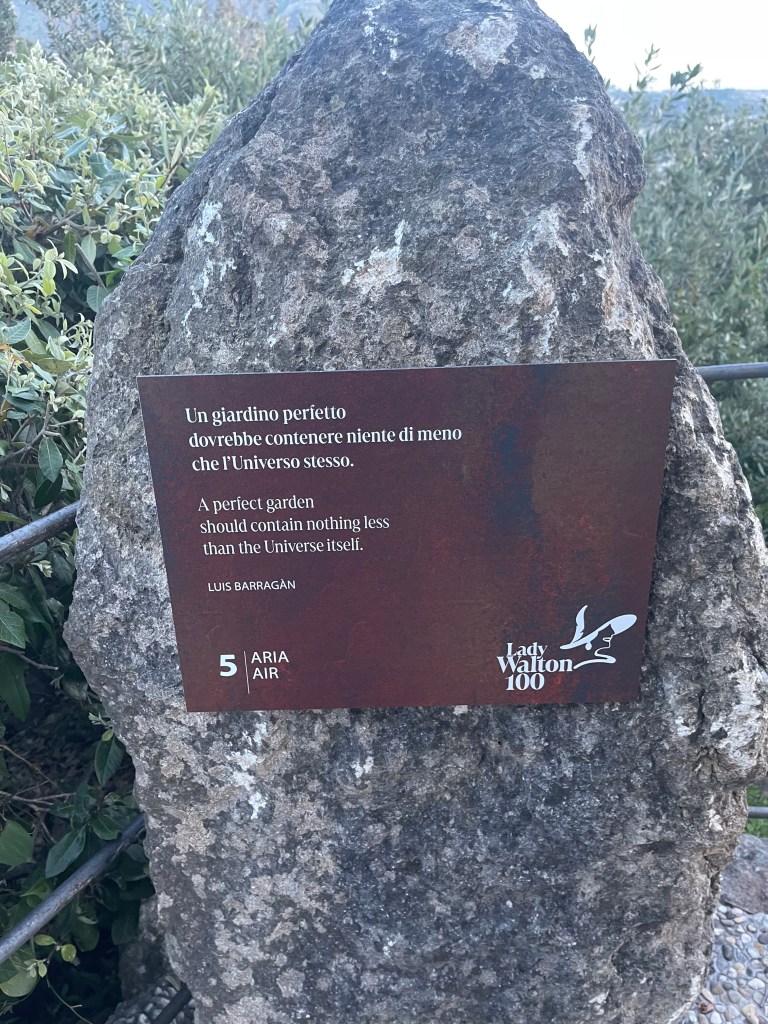 Un giardino perfetto
dovrebbe contenere niente di meno
che l'Universo stesso.
A perfect garden
should contain nothing less
than the Universe itself.
LUIS BARRAGÀN
5 ARIA
AIR
Lady
Walton
100